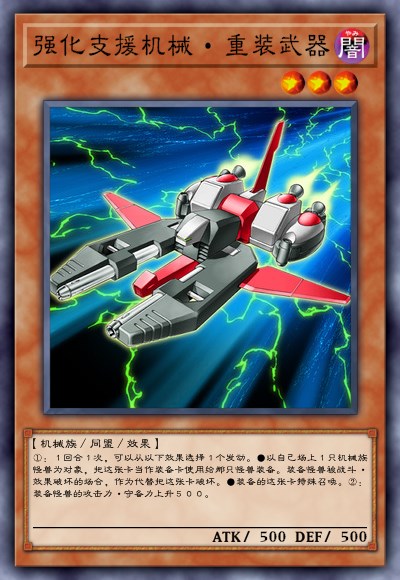 强化支援机械·重装武器
闇
やみ
【机械族／同盟／效果】
①：1回合1次，可以从以下效果选择1个发动。●以自己场上1只机械族
怪兽为对象，把这张卡当作装备卡使用给那只怪兽装备。装备怪兽被战斗·
效果破坏的场合，作为代替把这张卡破坏。●装备的这张卡特殊召唤。②：
装备怪兽的攻击力·守备力上升５００。
ATK/ 500 DEF/ 500